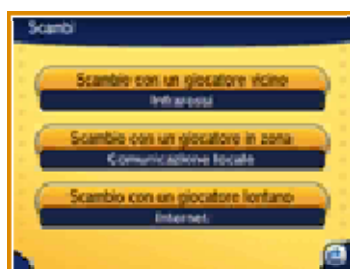 Scambi
Scambio con un giocatore vicino
Infrarossi
Scambio con un giocatore in zona
Comunicazione locale
Scambio con un giocatore lontano
Internet